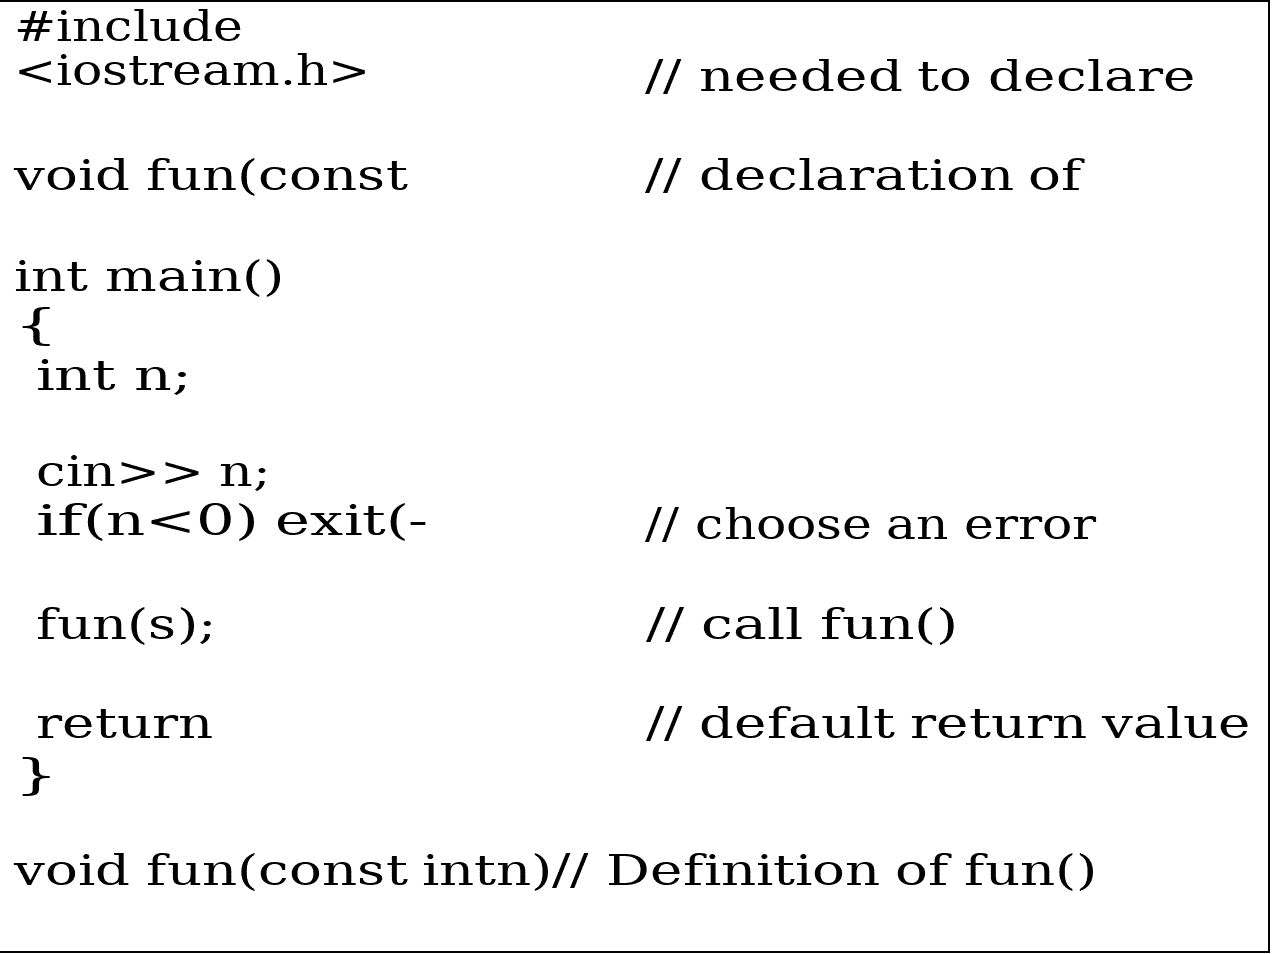 #include
<iostream.h> // needed to declare
void fun(const // declaration of
int main()
{
int n;
cin>> n;
if(n<0) exit(- // choose an error
fun(s); // call fun()
return // default return value
}
void fun(const intn)// Definition of fun()